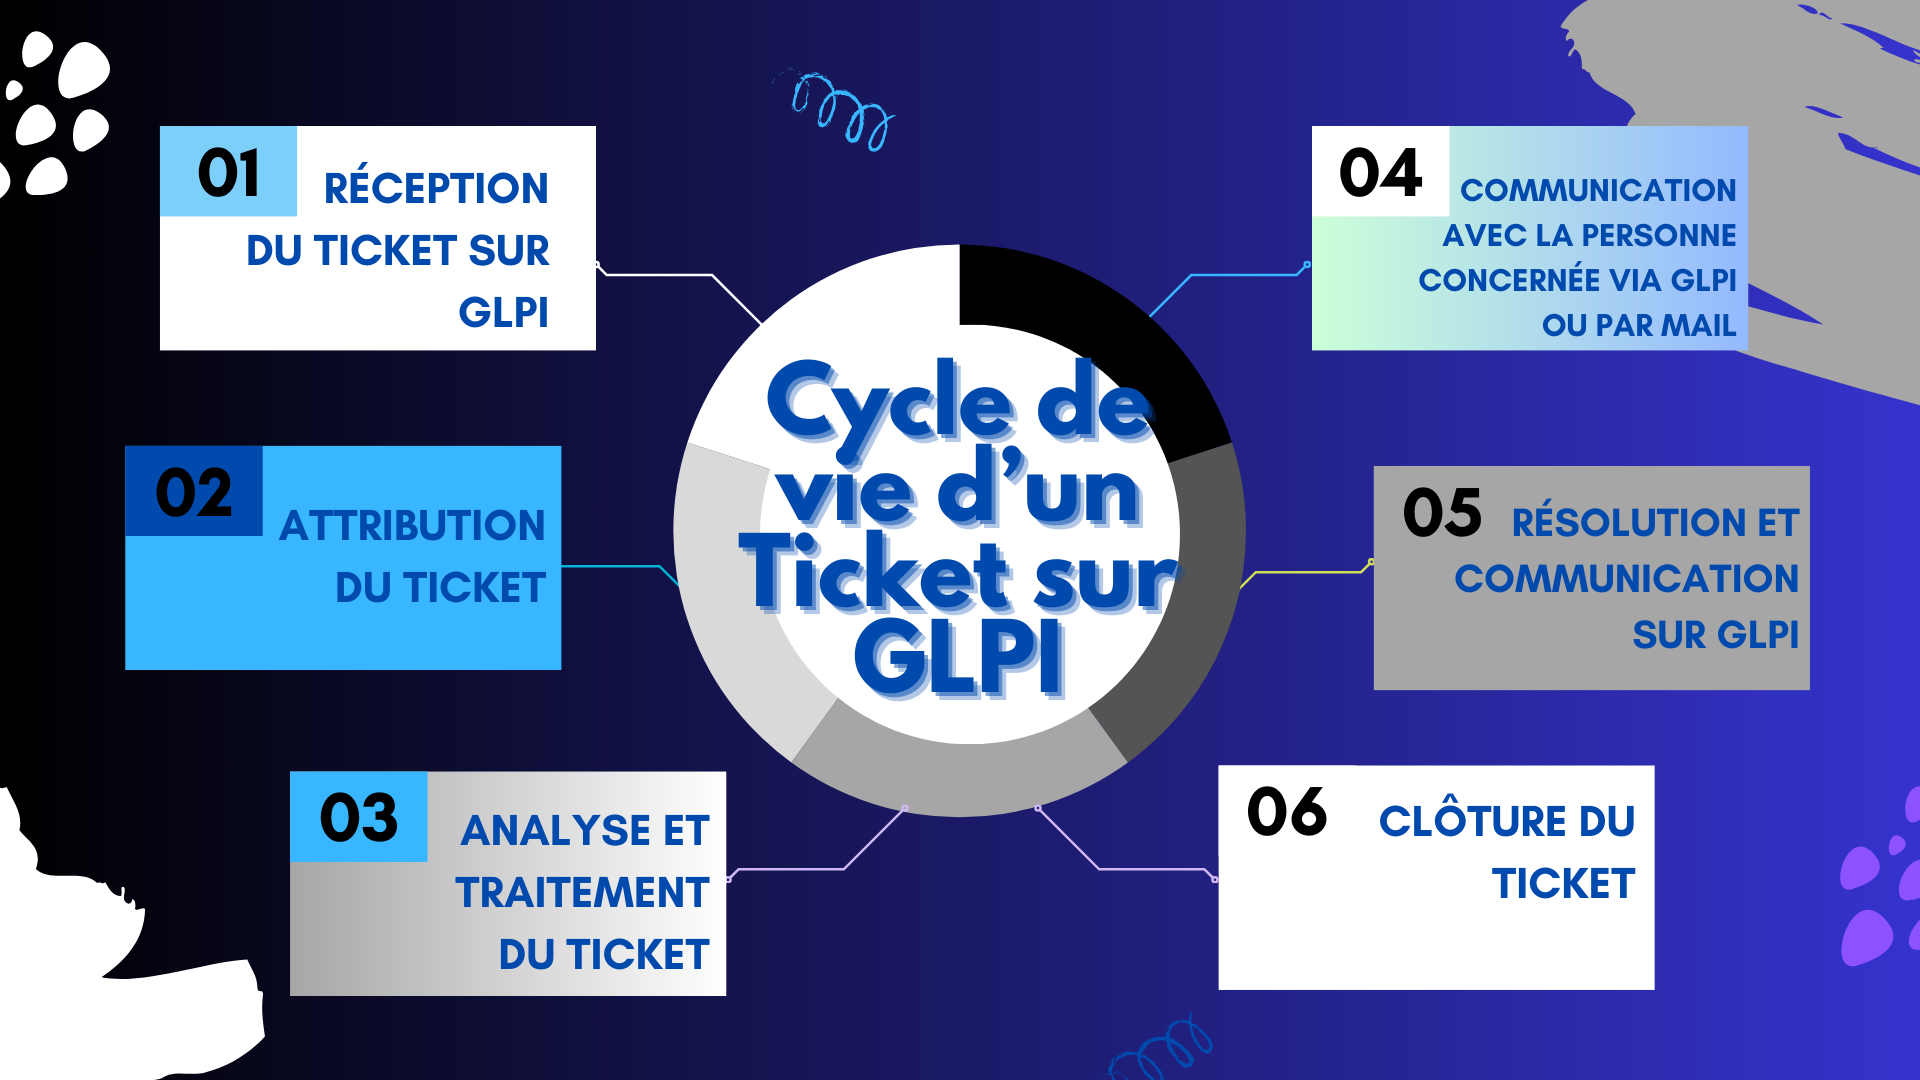 01
RÉCEPTION
DU TICKET SUR
GLPI
02
ATTRIBUTION
DU TICKET
03
ANALYSE ET
TRAITEMENT
DU TICKET
Cycle de
vie d’un
Ticket sur
GLPI
04
COMMUNICATION
AVEC LA PERSONNE
CONCERNÉE VIA GLPI
OU PAR MAIL
05
RÉSOLUTION ET
COMMUNICATION
SUR GLPI
06
CLÔTURE DU
TICKET